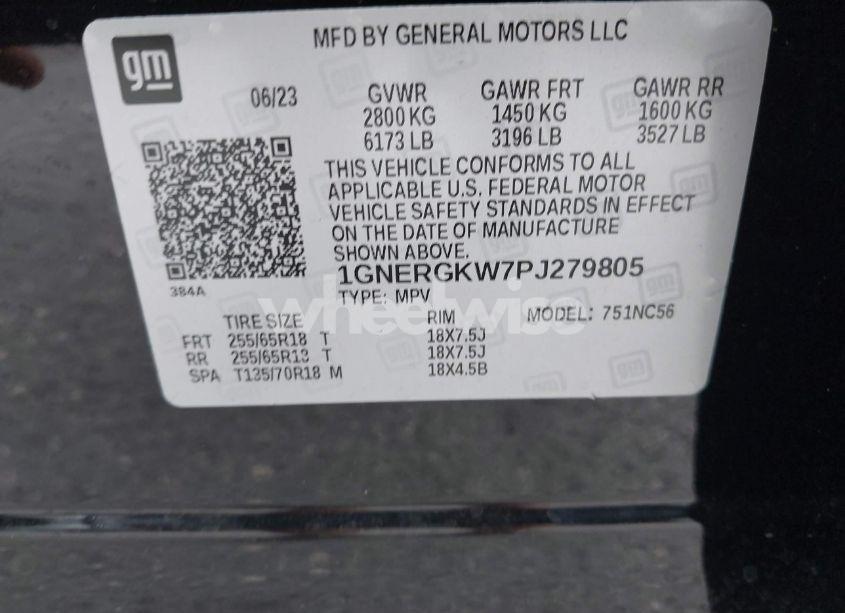 gm
MFD BY GENERAL MOTORS LLC
06/23 GVWR GAWR FRT GAWR RR
2800 KG 1450 KG 1600 KG
6173 LB 3196 LB 3527 LB
THIS VEHICLE CONFORMS TO ALL
APPLICABLE U.S. FEDERAL MOTOR
VEHICLE SAFETY STANDARDS IN EFFECT
ON THE DATE OF MANUFACTURE
SHOWN ABOVE.
1GNERGKW7PJ279805
384A
TYPE: MPV
wheelwise
TIRE SIZE RIM MODEL: 751NC56
FRT 255/65R18 T 18X7.5J
RR 255/65R18 T 18X7.5J
SPA T135/70R18 M 18X4.5B